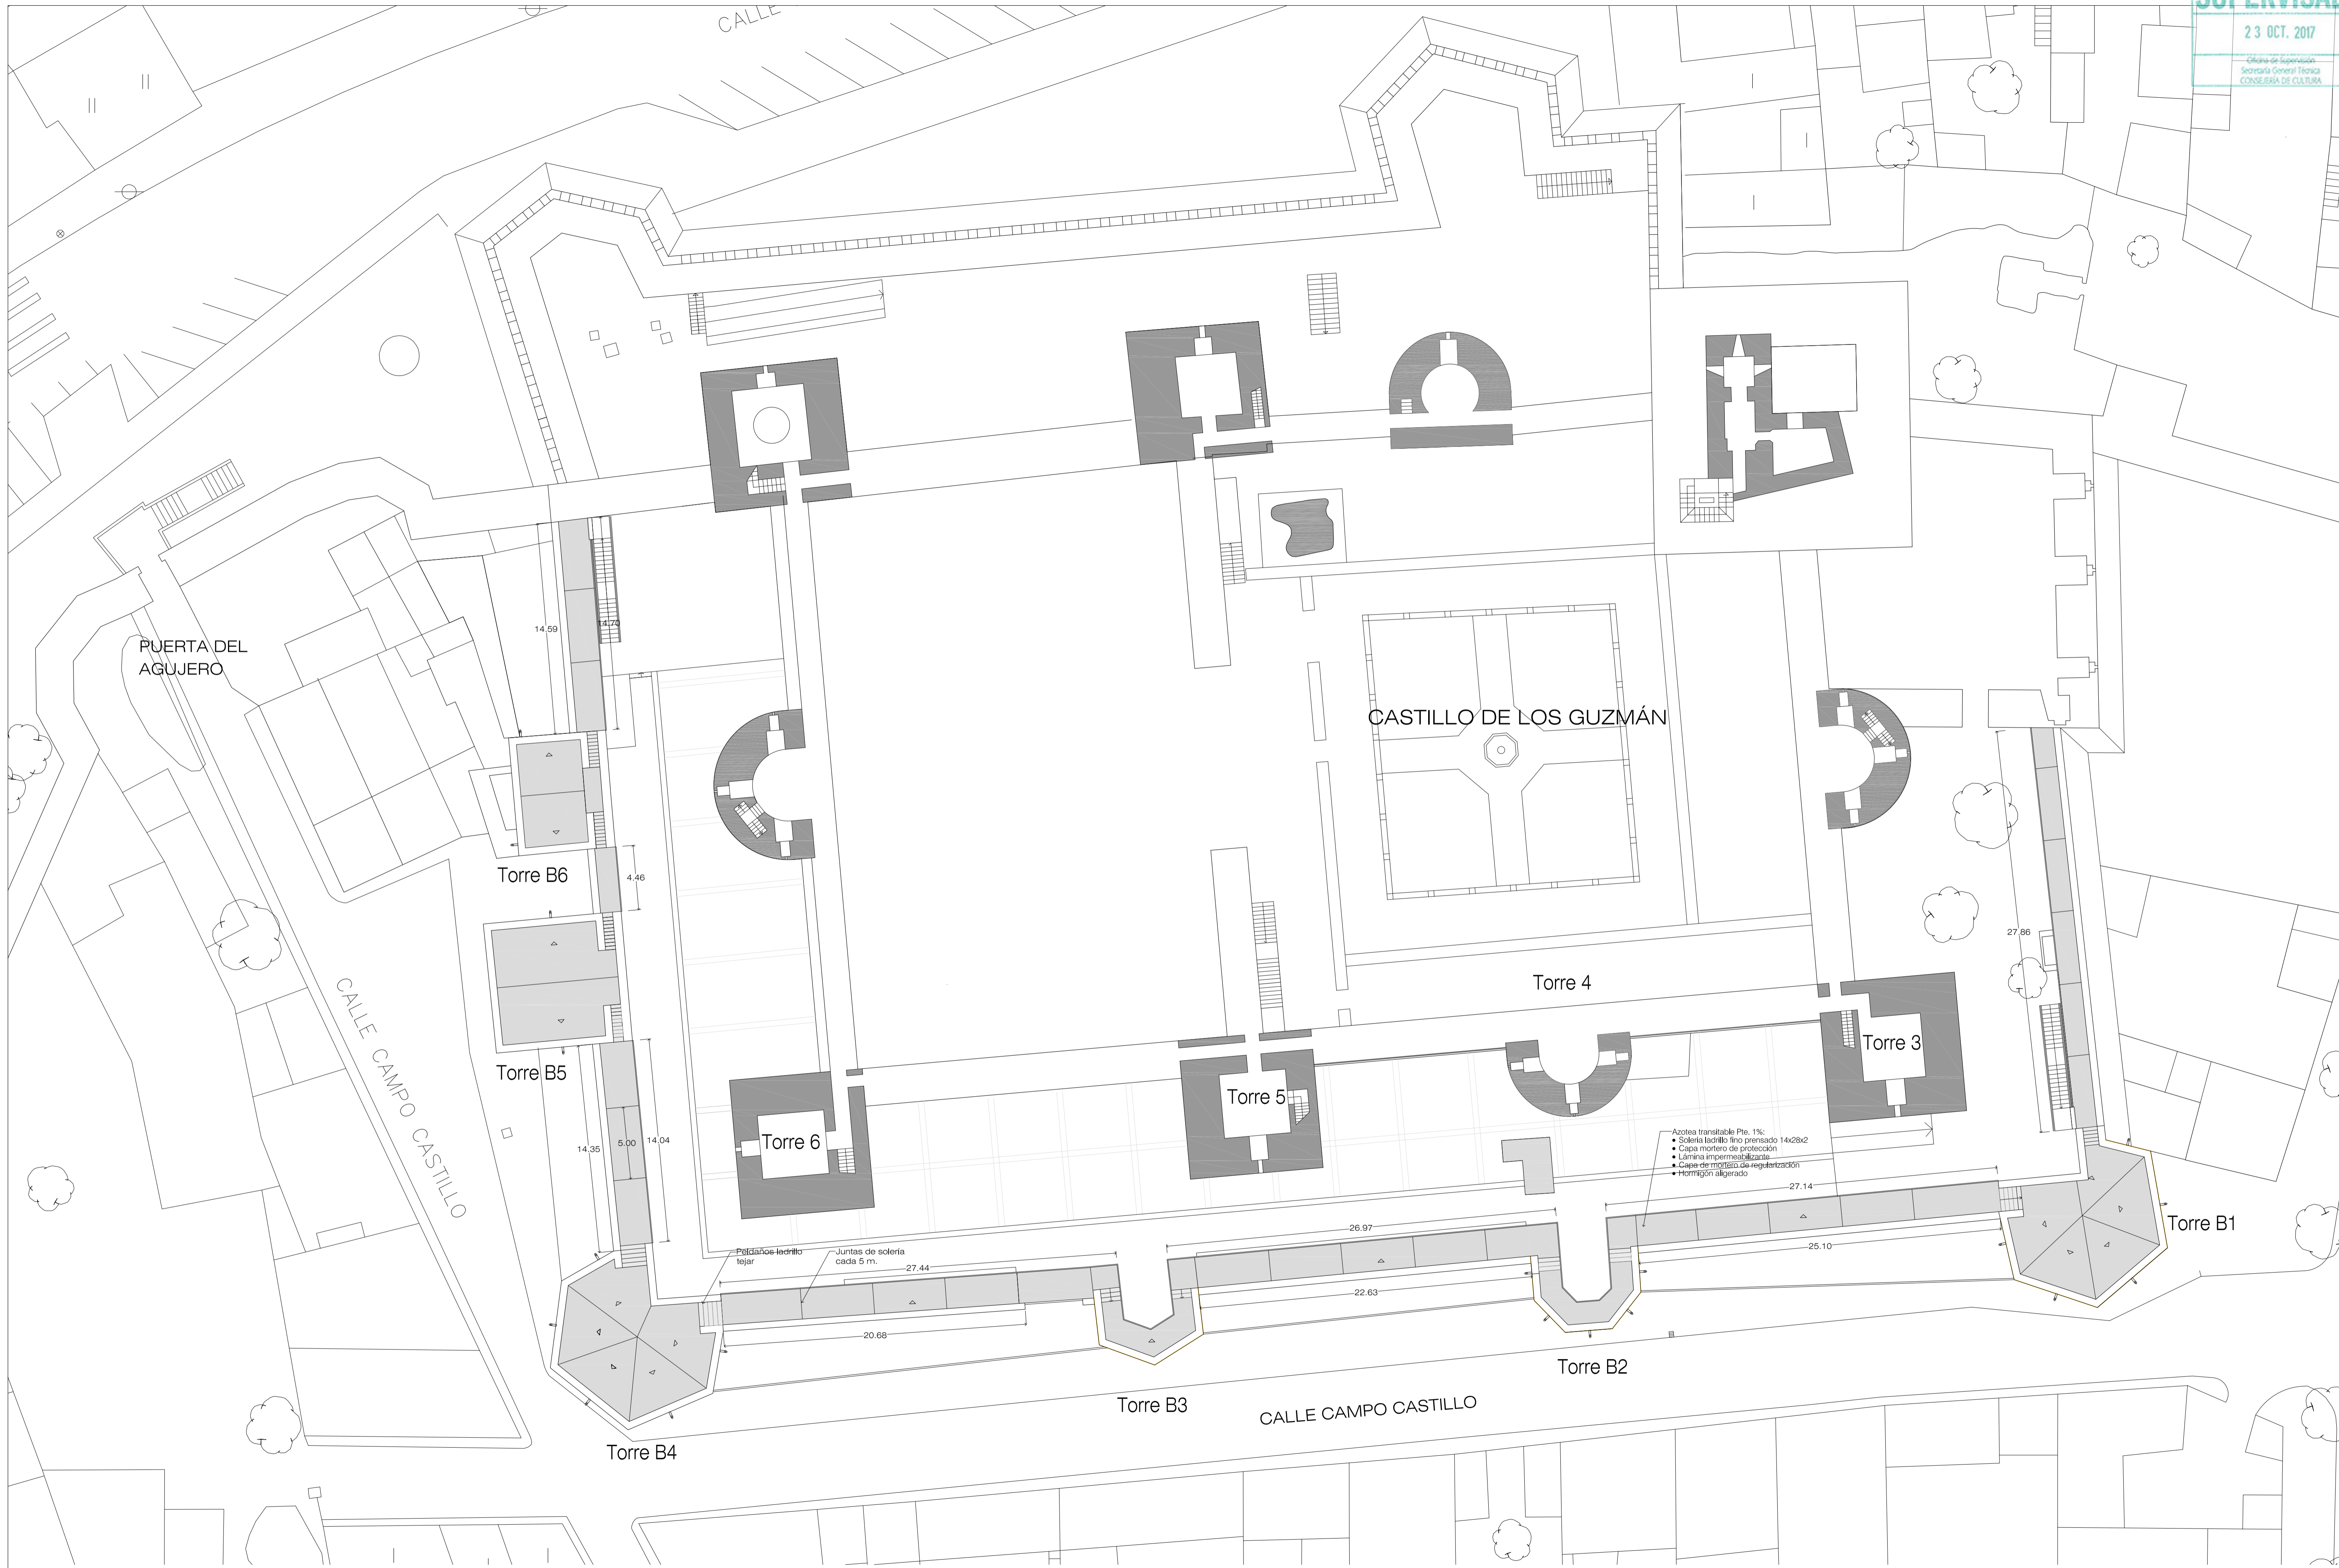 CALLE
SUPERVISAD
23 OCT. 2017
Oficina de Supervisión
Secretaría General Técnica
CONSEJERÍA DE CULTURA
14.59
14.70
PUERTA DEL
AGUJERO
CASTILLO DE LOS GUZMÁN
Torre B6
4.46
27.86
Torre 4
CALLE CAMPO CASTILLO
Torre 3
Torre B5
Torre 5
14.35
5.00
14.04
Torre 6
Azotea transitable Pte. 1%:
• Solería ladrillo fino prensado 14x28x2
• Capa mortero de protección
• Lámina impermeabilizante
• Capa de mortero de regularización
• Hormigón aligerado
27.14
Torre B1
26.97
25.10
Peldaños ladrillo
tejar
Juntas de solería
cada 5 m.
27.44
22.63
20.68
Torre B2
Torre B3
CALLE CAMPO CASTILLO
Torre B4